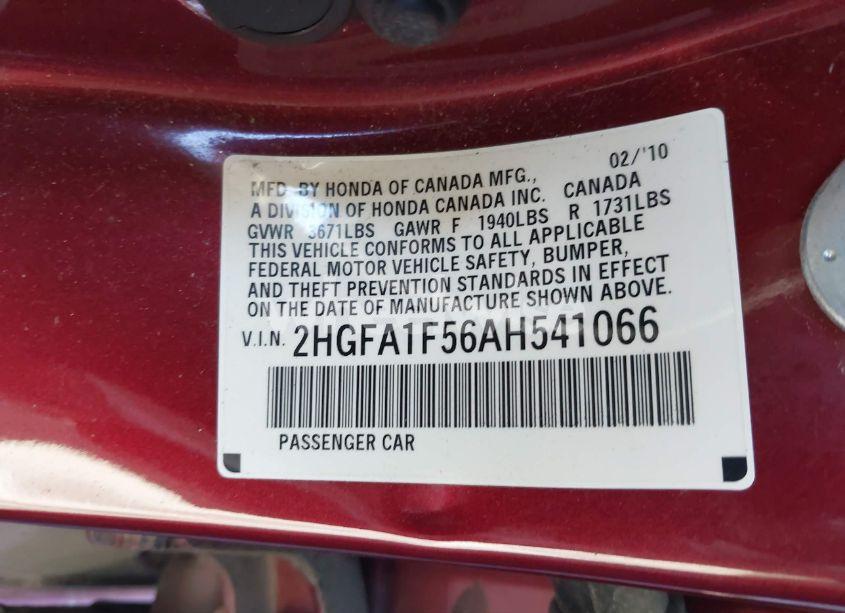 02/'10
MFD BY HONDA OF CANADA MFG.,
A DIVISION OF HONDA CANADA INC. CANADA
GVWR 3671LBS GAWR F 1940LBS R 1731LBS
THIS VEHICLE CONFORMS TO ALL APPLICABLE
FEDERAL MOTOR VEHICLE SAFETY, BUMPER,
AND THEFT PREVENTION STANDARDS IN EFFECT
ON THE DATE OF MANUFACTURE SHOWN ABOVE.
V.I.N. 2HGFA1F56AH541066
PASSENGER CAR